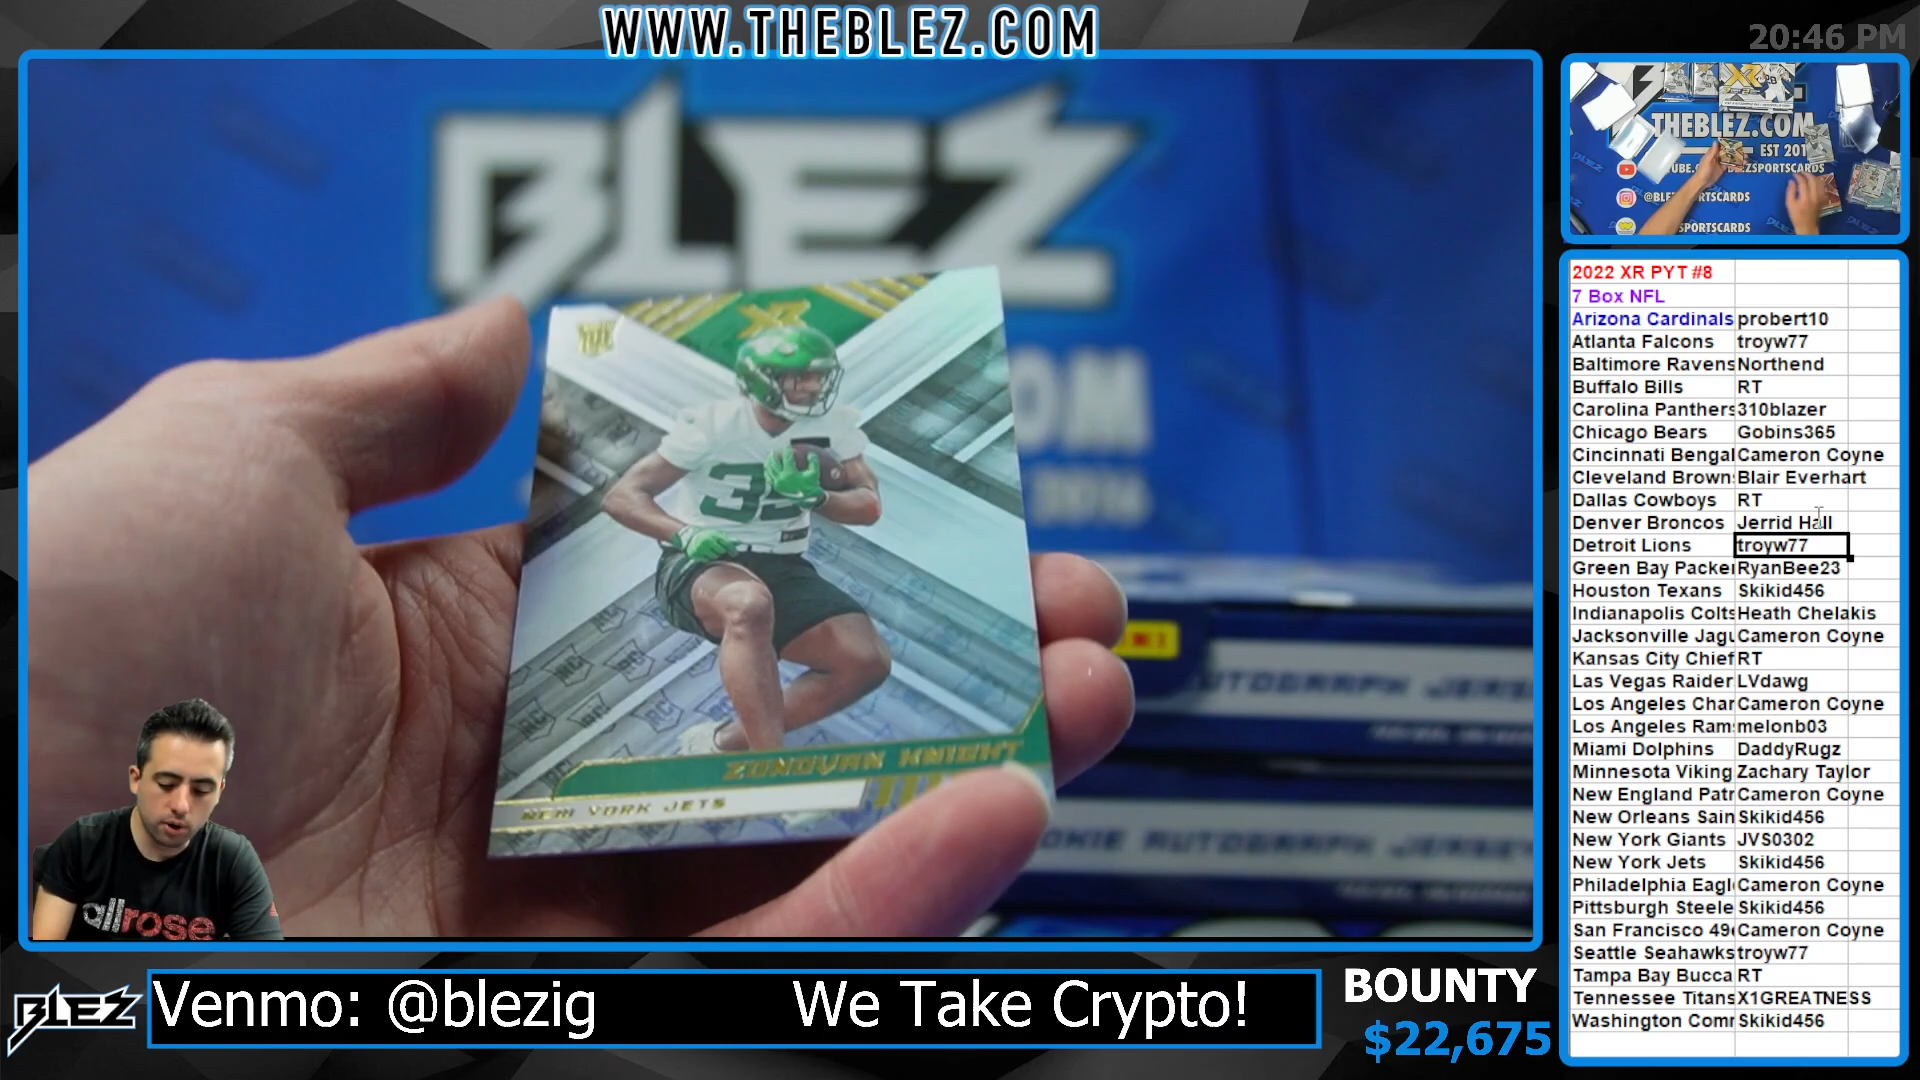 WWW.THEBLEZ.COM
20:46 PM
BLEZ
XR
ZONOVAN KNIGHT
NEW YORK JETS
THEBLEZ.COM
@BLE
RTSCARDS
SPORTSCARDS
2022 XR PYT #8
7 Box NFL
Arizona Cardinals probert10
Atlanta Falcons troyw77
Baltimore Ravens Northend
Buffalo Bills RT
Carolina Panthers 310blazer
Chicago Bears Gobins365
Cincinnati Bengal Cameron Coyne
Cleveland Brown Blair Everhart
Dallas Cowboys RT
Denver Broncos Jerrid Hall
Detroit Lions troyw77
Green Bay Packe RyanBee23
Houston Texans Skikid456
Indianapolis Colts Heath Chelakis
Jacksonville Jagu Cameron Coyne
Kansas City Chief RT
Las Vegas Raider LVdawg
Los Angeles Char Cameron Coyne
Los Angeles Ram melonb03
Miami Dolphins DaddyRugz
Minnesota Viking Zachary Taylor
New England Patr Cameron Coyne
New Orleans Sain Skikid456
New York Giants JVS0302
New York Jets Skikid456
Philadelphia Eagl Cameron Coyne
Pittsburgh Steele Skikid456
San Francisco 49 Cameron Coyne
Seattle Seahawks troyw77
Tampa Bay Bucca RT
Tennessee Titans X1GREATNESS
Washington Com Skikid456
allrose
BLEZ
Venmo: @blezig We Take Crypto!
BOUNTY
$22,675